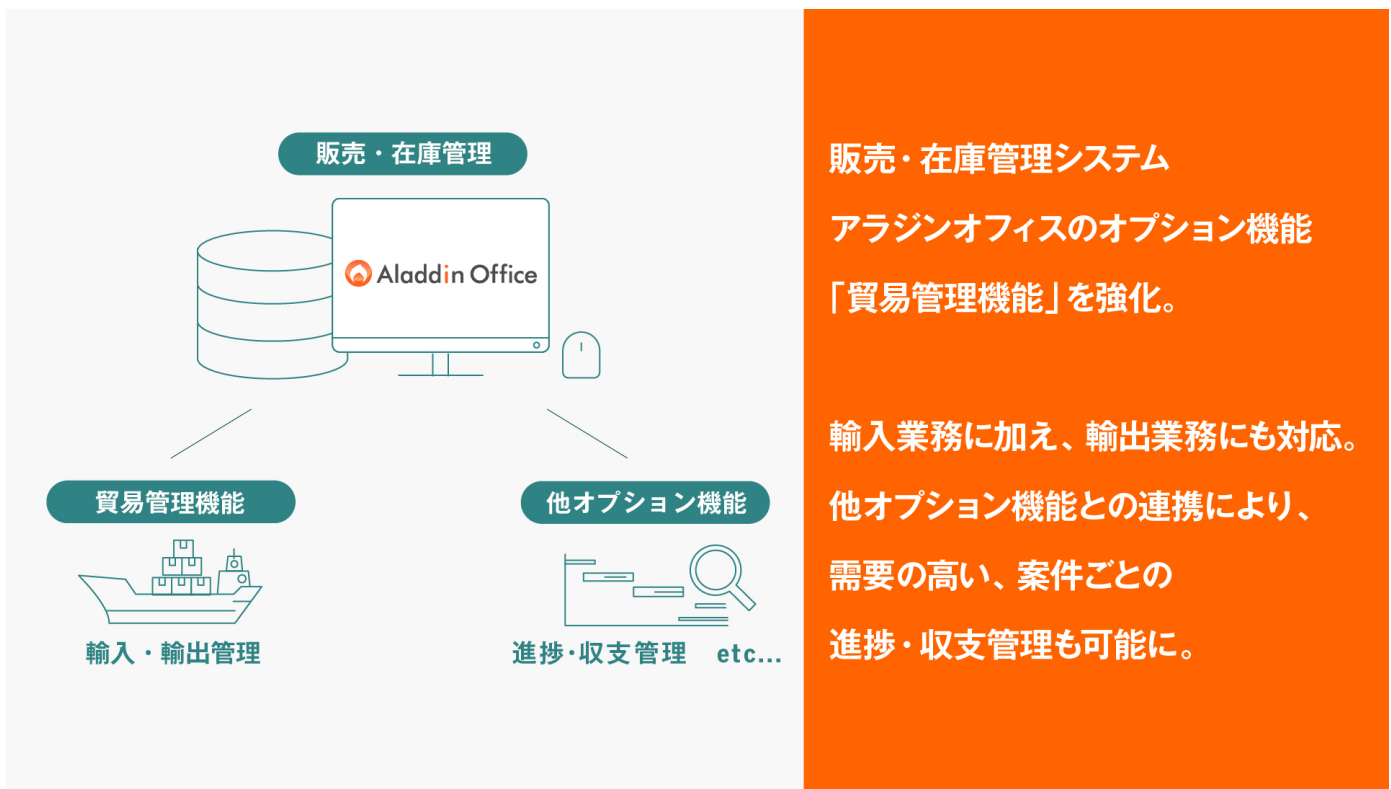 販売・在庫管理
Aladdin Office
貿易管理機能
輸入・輸出管理
他オプション機能
進捗・収支管理 etc...
販売・在庫管理システム
アラジンオフィスのオプション機能
「貿易管理機能」を強化。
輸入業務に加え、輸出業務にも対応。
他オプション機能との連携により、
需要の高い、案件ごとの
進捗・収支管理も可能に。